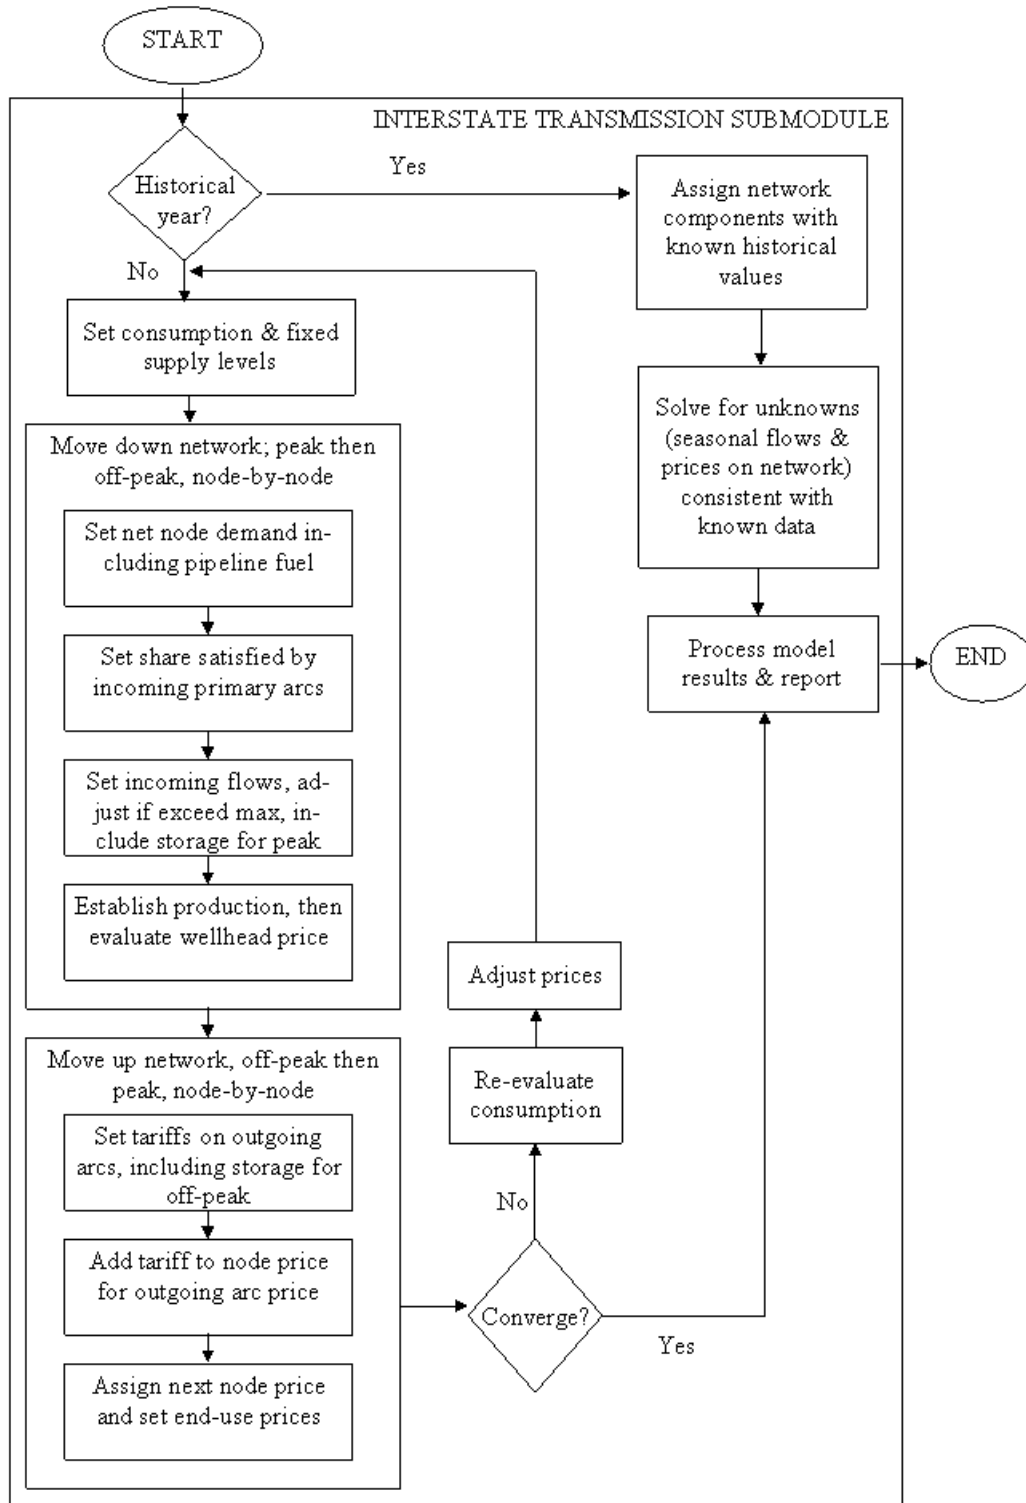 START
INTERSTATE TRANSMISSION SUBMODULE
Historical
year?
Yes
No
Assign network
components with
known historical
values
Set consumption & fixed
supply levels
Solve for unknowns
(seasonal flows &
prices on network)
consistent with
known data
Move down network; peak then
off-peak, node-by-node
Set net node demand in-
cluding pipeline fuel
Set share satisfied by
incoming primary arcs
Process model
results & report
END
Set incoming flows, ad-
just if exceed max, in-
clude storage for peak
Establish production, then
evaluate wellhead price
Adjust prices
Move up network, off-peak then
peak, node-by-node
Re-evaluate
consumption
Set tariffs on outgoing
arcs, including storage for
off-peak
No
Add tariff to node price
for outgoing arc price
Converge?
Yes
Assign next node price
and set end-use prices